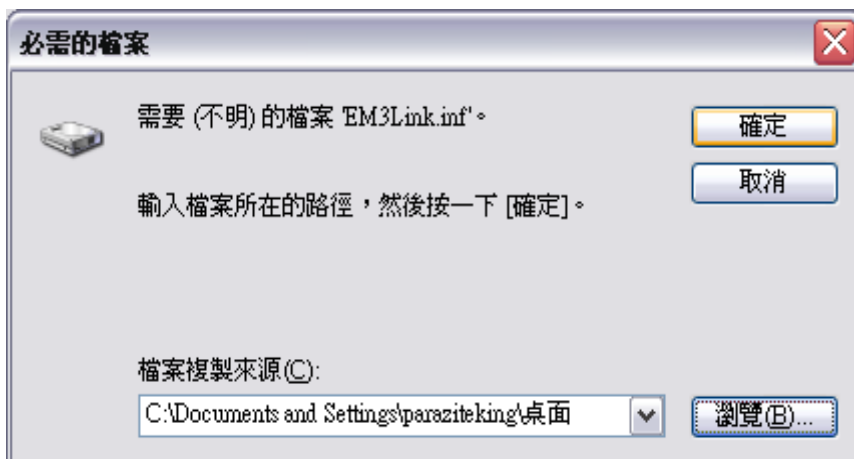 必需的檔案
需要 (不明) 的檔案 'EM3Link.inf'。
確定
取消
輸入檔案所在的路徑，然後按一下 [確定]。
檔案複製來源(C):
C:\Documents and Settings\paraziteking\桌面
瀏覽(B)...